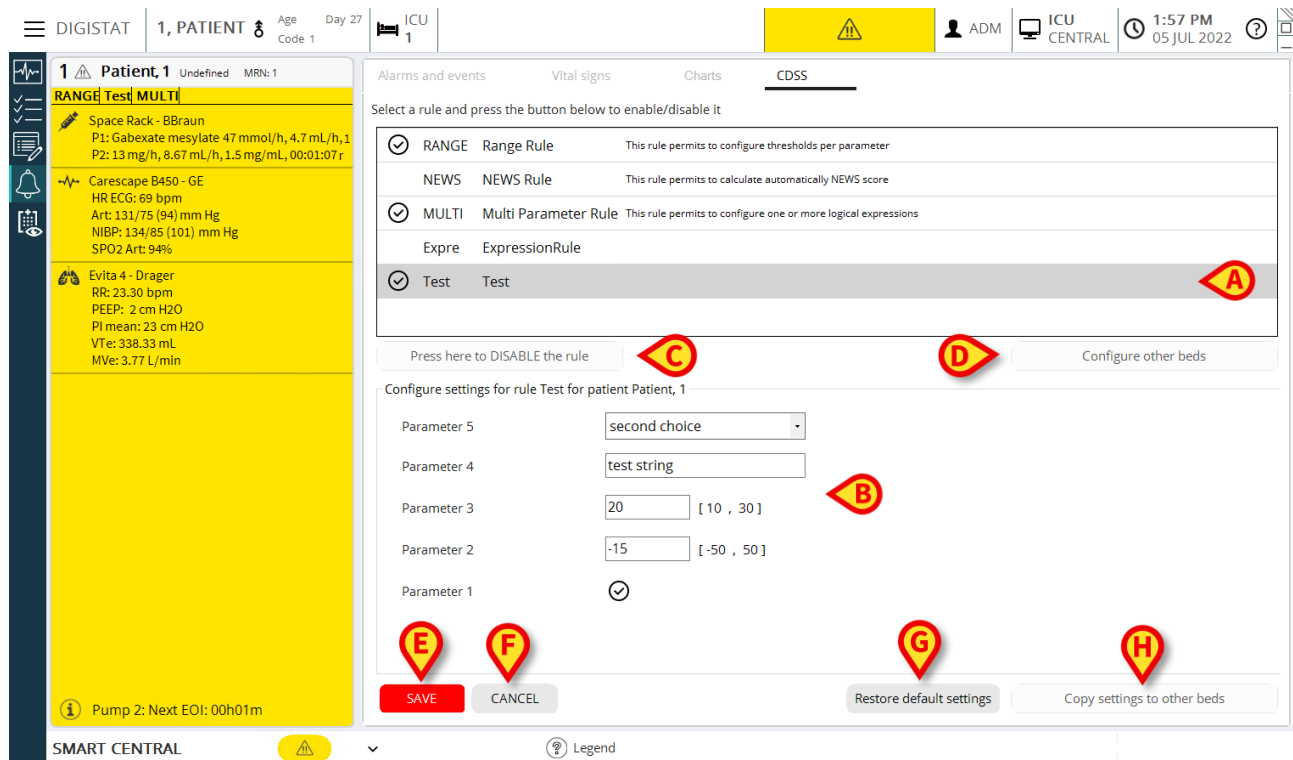 DIGISTAT 1, PATIENT Age Day 27 Code 1 ICU 1 ADM ICU CENTRAL 1:57 PM 05 JUL 2022
1 Patient, 1 Undefined MRN: 1
RANGE Test MULTI
Space Rack - BBraun
P1: Gabexate mesylate 47 mmol/h, 4.7 mL/h, 1
P2: 13 mg/h, 8.67 mL/h, 1.5 mg/mL, 00:01:07 r
Carescape B450 - GE
HR ECG: 69 bpm
Art: 131/75 (94) mm Hg
NIBP: 134/85 (101) mm Hg
SPO2 Art: 94%
Evita 4 - Drager
RR: 23.30 bpm
PEEP: 2 cm H2O
PI mean: 23 cm H2O
VTe: 338.33 mL
MVe: 3.77 L/min
Pump 2: Next EOI: 00h01m
Alarms and events Vital signs Charts CDSS
Select a rule and press the button below to enable/disable it
RANGE Range Rule This rule permits to configure thresholds per parameter
NEWS NEWS Rule This rule permits to calculate automatically NEWS score
MULTI Multi Parameter Rule This rule permits to configure one or more logical expressions
Expre ExpressionRule
Test Test A
Press here to DISABLE the rule C D Configure other beds
Configure settings for rule Test for patient Patient, 1
Parameter 5 second choice
Parameter 4 test string
B
Parameter 3 20 [ 10 , 30 ]
Parameter 2 -15 [ -50 , 50 ]
Parameter 1
E F G H
SAVE CANCEL Restore default settings Copy settings to other beds
SMART CENTRAL Legend